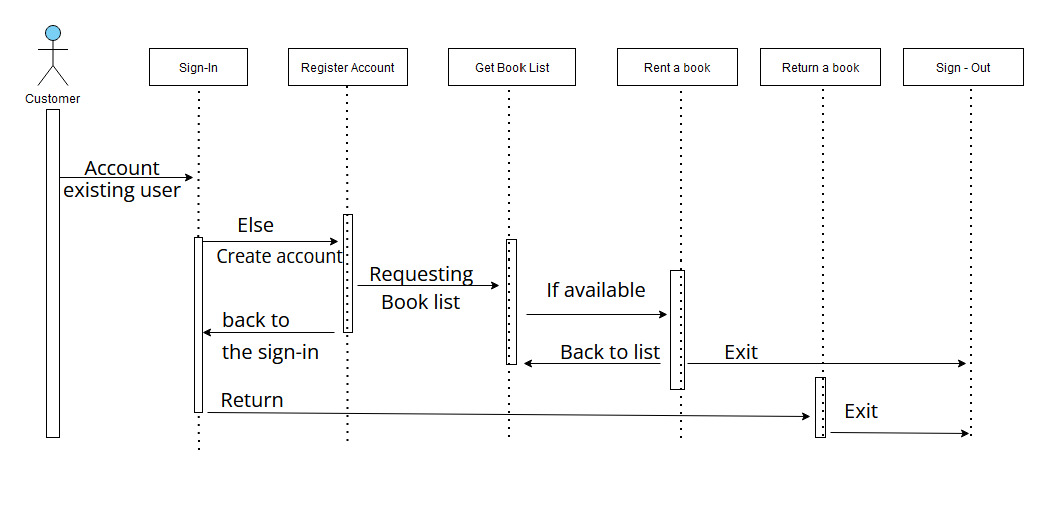 Customer
Sign-In
Register Account
Get Book List
Rent a book
Return a book
Sign - Out
Account
existing user
Else
Create account
Requesting
Book list
If available
back to
the sign-in
Back to list
Exit
Return
Exit